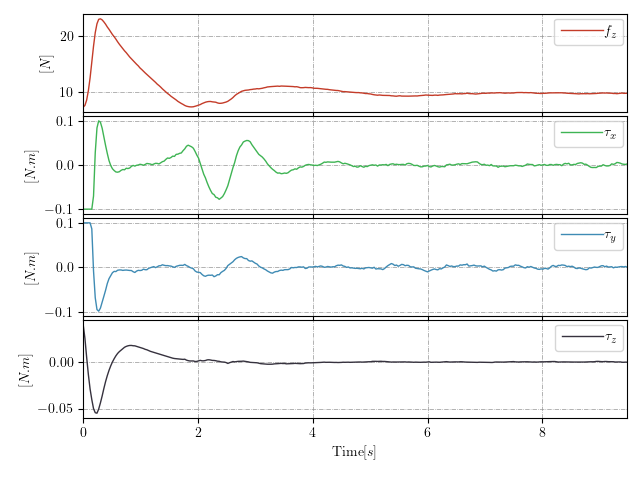 20
10
[N]
f_z
0.1
0.0
−0.1
[N.m]
τ_x
0.1
0.0
−0.1
[N.m]
τ_y
0.00
−0.05
[N.m]
τ_z
0 2 4 6 8
Time[s]